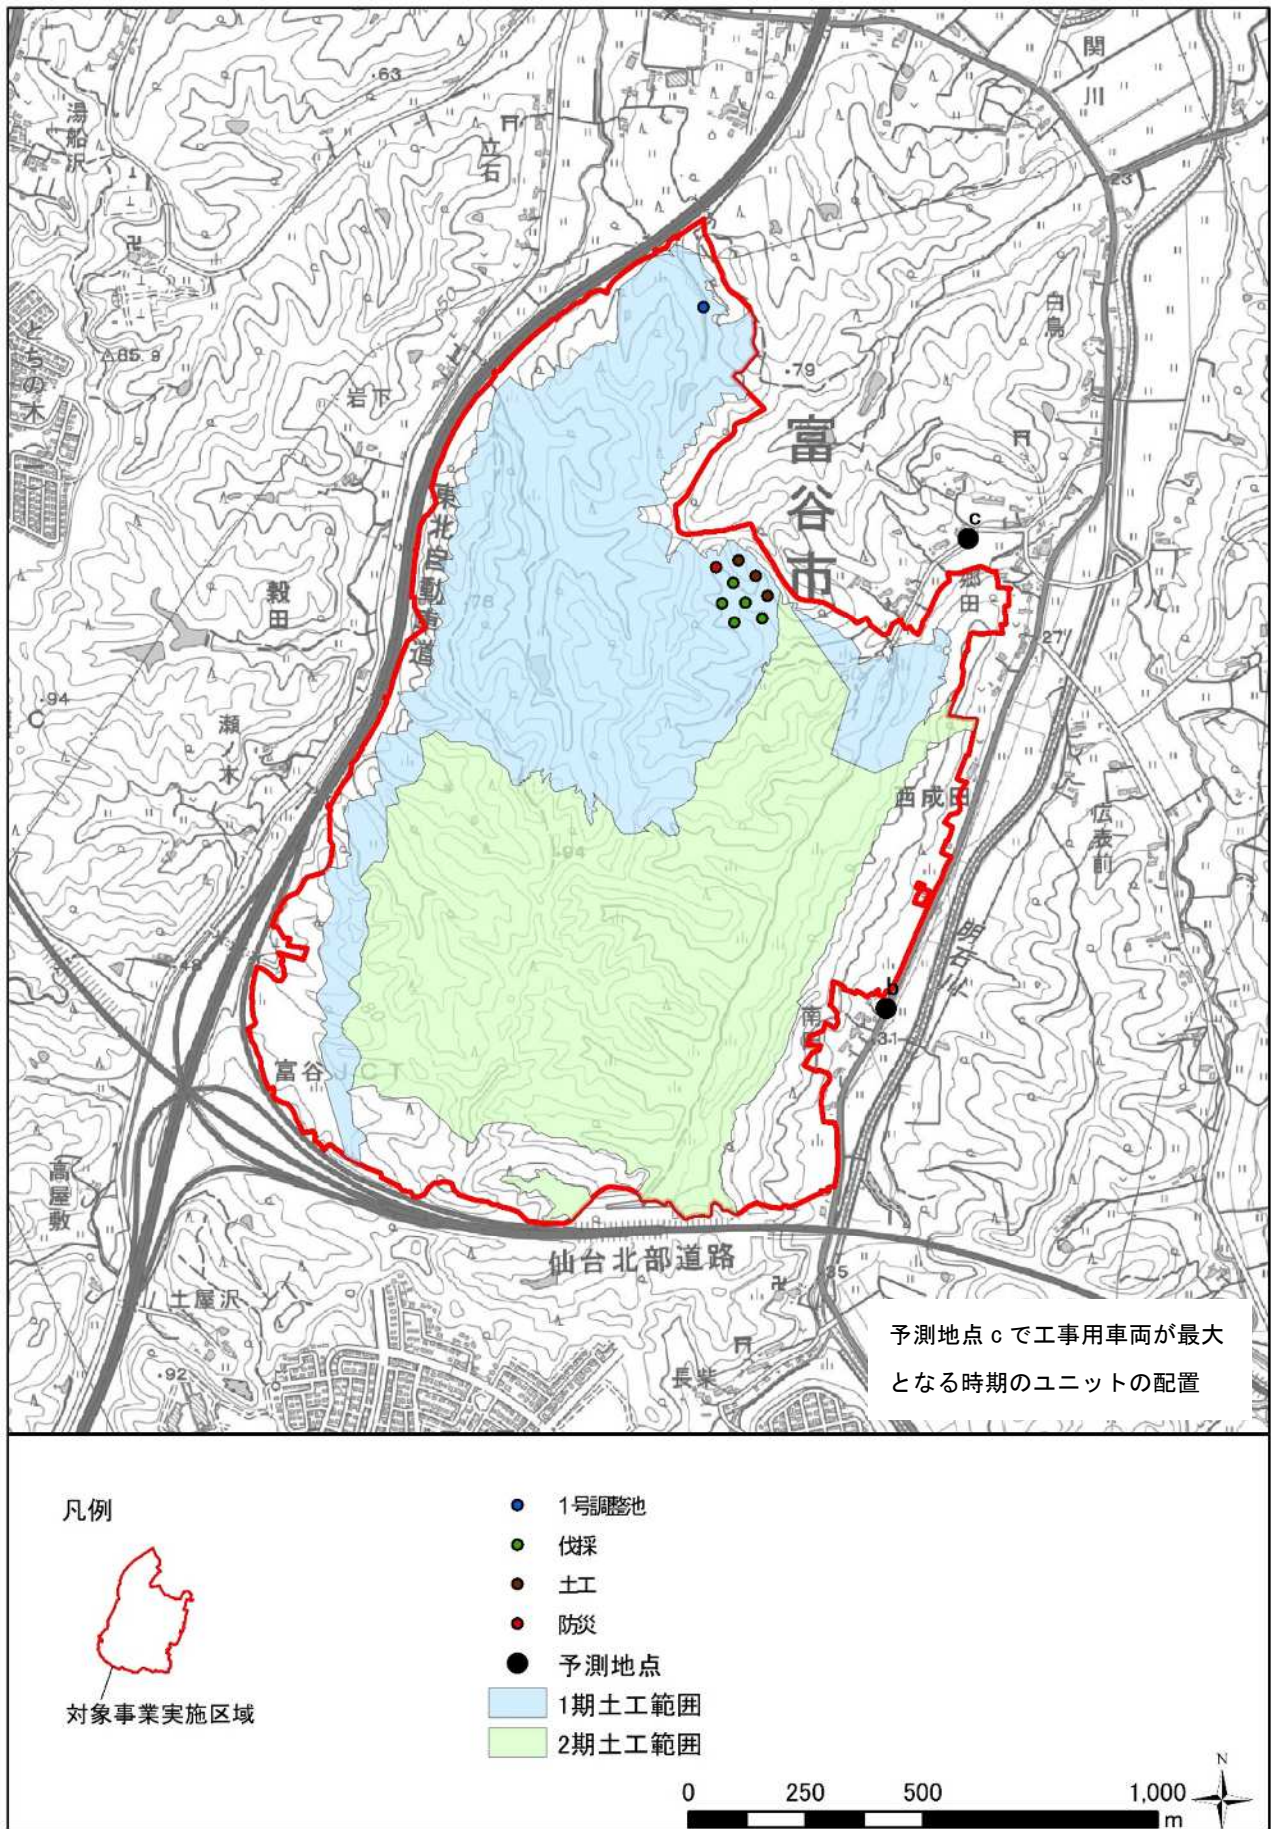 関ノ川
・63
湯船沢
立石
23
50
白鳥
とちの木
△85.9
・79
岩下
富谷市
c
東北自動車道
郷田
穀田
・78
27
・94
瀬ノ木
西成田
広表前
・94
明石川
・48
b
80
・31
富谷JCT
高屋敷
仙台北部道路
35
土屋沢
・92
長柴
予測地点cで工事用車両が最大
となる時期のユニットの配置
凡例
1号調整池
伐採
土工
防災
予測地点
対象事業実施区域
1期土工範囲
2期土工範囲
N
0 250 500 1,000
m